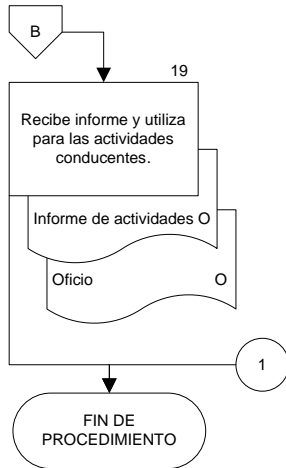 B
19
Recibe informe y utiliza
para las actividades
conducentes.
Informe de actividades O
Oficio O
1
FIN DE
PROCEDIMIENTO